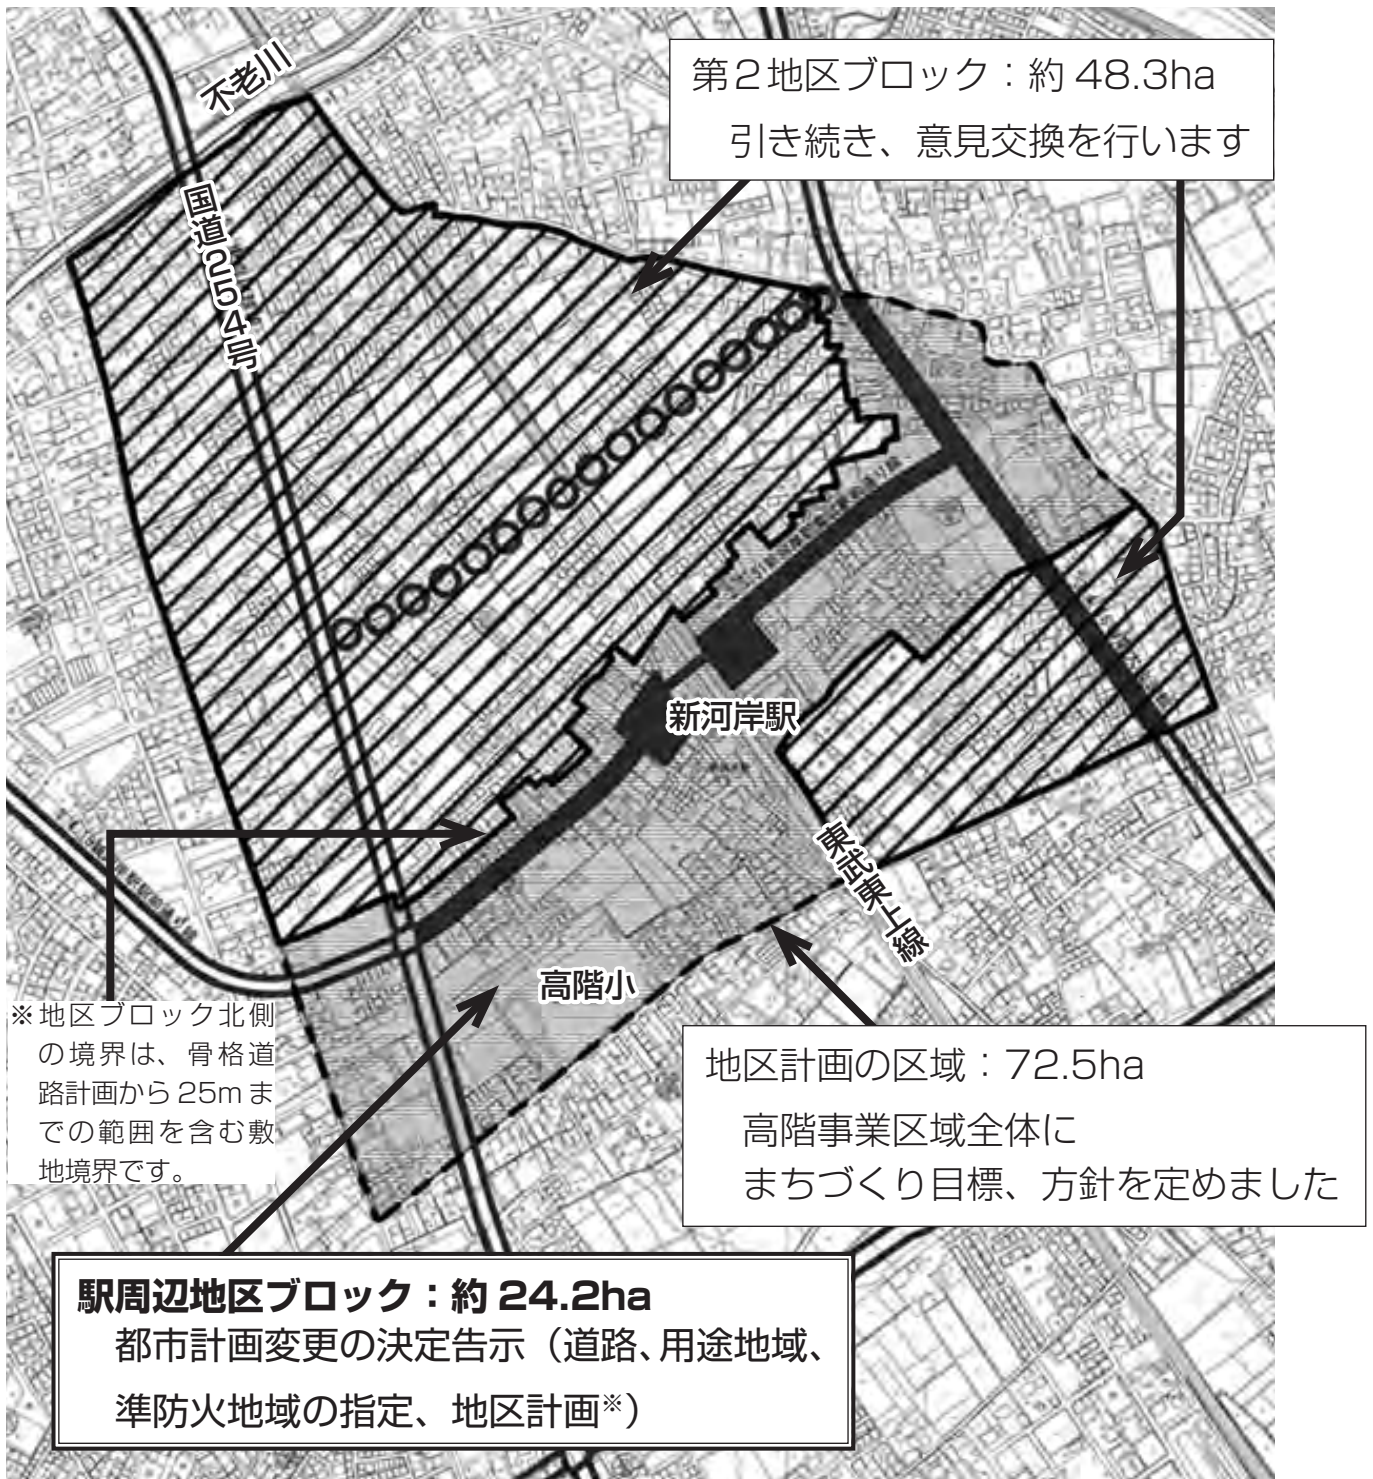 第2地区ブロック：約48.3ha
引き続き、意見交換を行います
不老川
国道254号
新河岸駅
東武東上線
高階小
※地区ブロック北側
の境界は、骨格道
路計画から25mま
での範囲を含む敷
地境界です。
地区計画の区域：72.5ha
高階事業区域全体に
まちづくり目標、方針を定めました
駅周辺地区ブロック：約24.2ha
都市計画変更の決定告示（道路、用途地域、
準防火地域の指定、地区計画※）